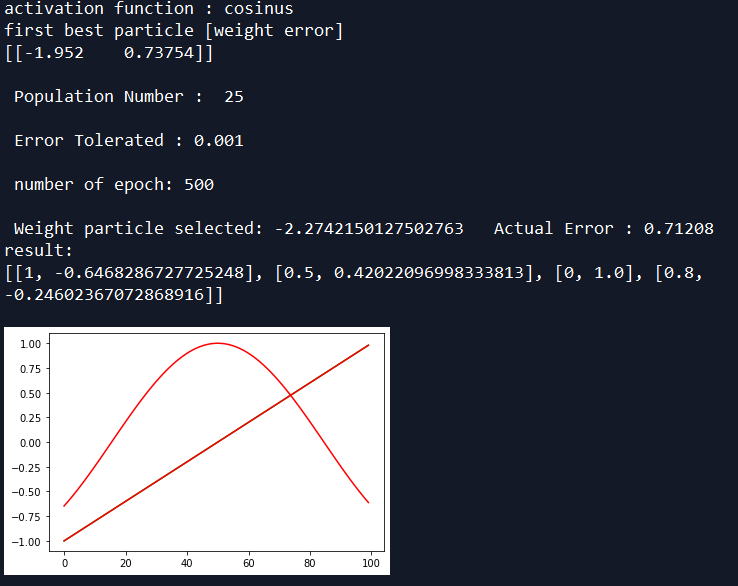 activation function : cosinus
first best particle [weight error]
[[-1.952    0.73754]]
Population Number :  25
Error Tolerated : 0.001
number of epoch: 500
Weight particle selected: -2.2742150127502763   Actual Error : 0.71208
result:
[[1, -0.6468286277252​48], [0.5, 0.42022096998333813], [0, 1.0], [0.8,
-0.24602367072868916]]
1.00
0.75
0.50
0.25
0.00
−0.25
−0.50
−0.75
−1.00
0 20 40 60 80 100